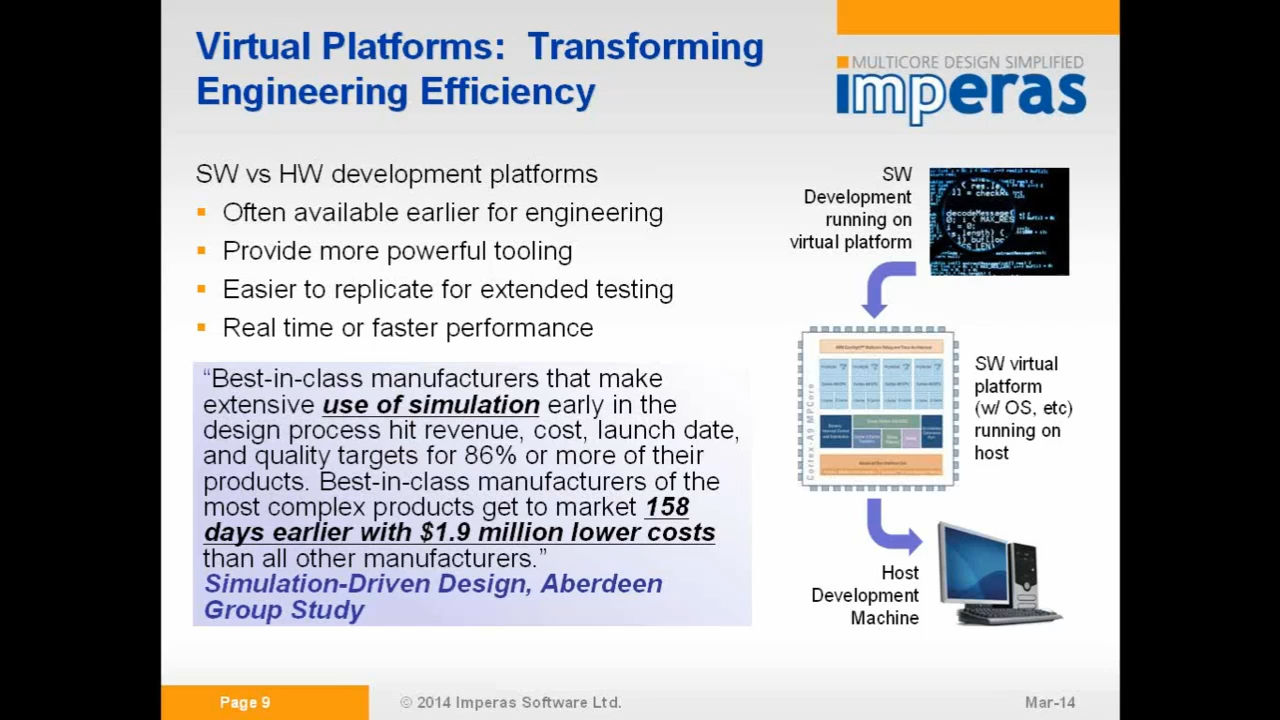 Virtual Platforms: Transforming
Engineering Efficiency
MULTICORE DESIGN SIMPLIFIED
imperas
SW vs HW development platforms
▪ Often available earlier for engineering
▪ Provide more powerful tooling
▪ Easier to replicate for extended testing
▪ Real time or faster performance
“Best-in-class manufacturers that make
extensive use of simulation early in the
design process hit revenue, cost, launch date,
and quality targets for 86% or more of their
products. Best-in-class manufacturers of the
most complex products get to market 158
days earlier with $1.9 million lower costs
than all other manufacturers.”
Simulation-Driven Design, Aberdeen
Group Study
SW
Development
running on
virtual platform
decodeMessage(
Cortex-A9 MPCore
SW virtual
platform
(w/ OS, etc)
running on
host
Host
Development
Machine
Page 9
© 2014 Imperas Software Ltd.
Mar-14